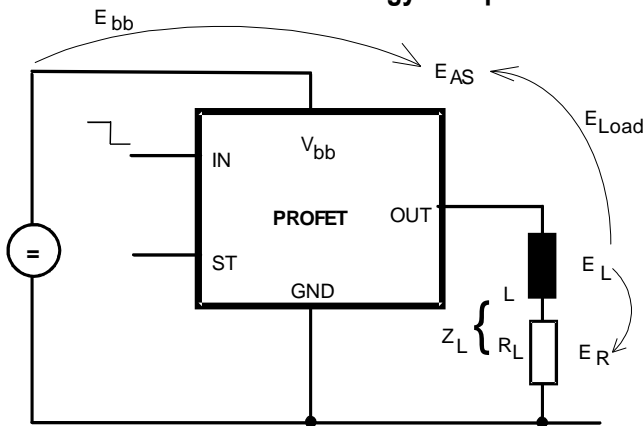 E bb
E AS
E Load
V bb
IN
PROFET
OUT
=
ST
E L
GND
L
Z L { R L
E R